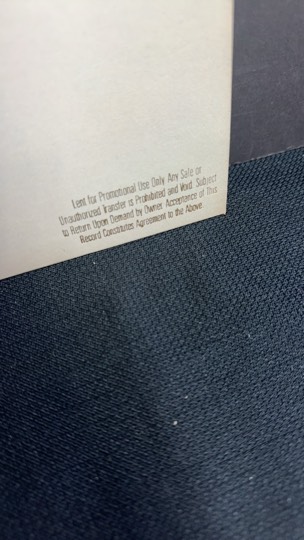 Lent for Promotional Use Only Any Sale or
Unauthorized Transfer is Prohibited and Void. Subject
to Return Upon Demand by Owner Acceptance of this
Record Constitutes Agreement to the Above